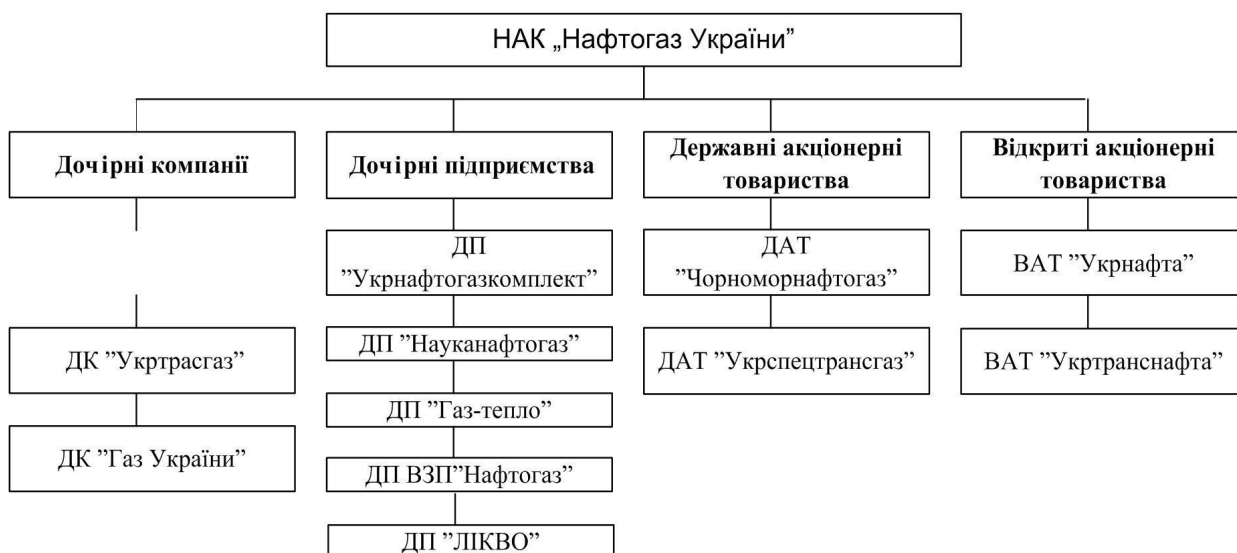 НАК „Нафтогаз України”
Дочірні компанії
Дочірні підприємства
Державні акціонерні
товариства
Відкриті акціонерні
товариства
ДП
”Укрнафтогазкомплект”
ДАТ
”Чорноморнафтогаз”
ВАТ ”Укрнафта”
ДК ”Укртрасгаз”
ДП ”Науканафтогаз”
ДАТ ”Укрспецтрансгаз”
ВАТ ”Укртранснафта”
ДП ”Газ-тепло”
ДК ”Газ України”
ДП ВЗП”Нафтогаз”
ДП ”ЛІКВО”